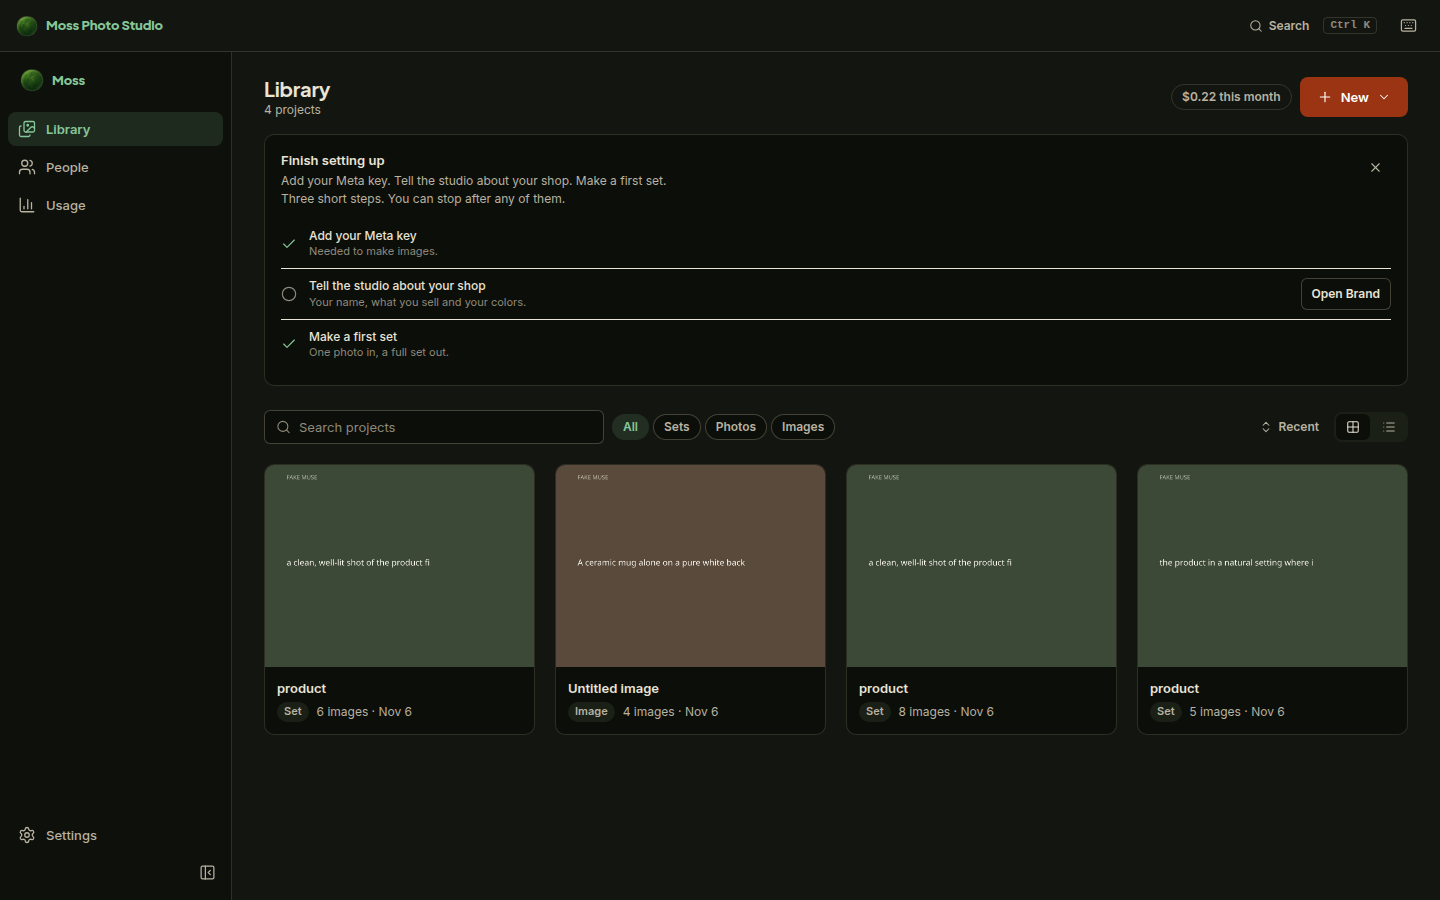 Moss Photo Studio
Search
Ctrl K
Moss
Library
People
Usage
Settings
Library
4 projects
$0.22 this month
New
Finish setting up
Add your Meta key. Tell the studio about your shop. Make a first set.
Three short steps. You can stop after any of them.
Add your Meta key
Needed to make images.
Tell the studio about your shop
Your name, what you sell and your colors.
Open Brand
Make a first set
One photo in, a full set out.
Search projects
All
Sets
Photos
Images
Recent
FAKE MUSE
a clean, well-lit shot of the product fi
product
Set
6 images · Nov 6
FAKE MUSE
A ceramic mug alone on a pure white back
Untitled image
Image
4 images · Nov 6
FAKE MUSE
a clean, well-lit shot of the product fi
product
Set
8 images · Nov 6
FAKE MUSE
the product in a natural setting where i
product
Set
5 images · Nov 6